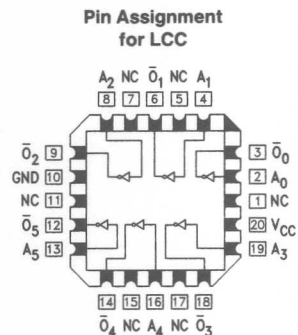 Pin Assignment
for LCC
A2 NC Ō1 NC A1
8 7 6 5 4
Ō2 9
GND 10
NC 11
Ō5 12
A5 13
3 Ō0
2 A0
1 NC
20 VCC
19 A3
14 15 16 17 18
Ō4 NC A4 NC Ō3